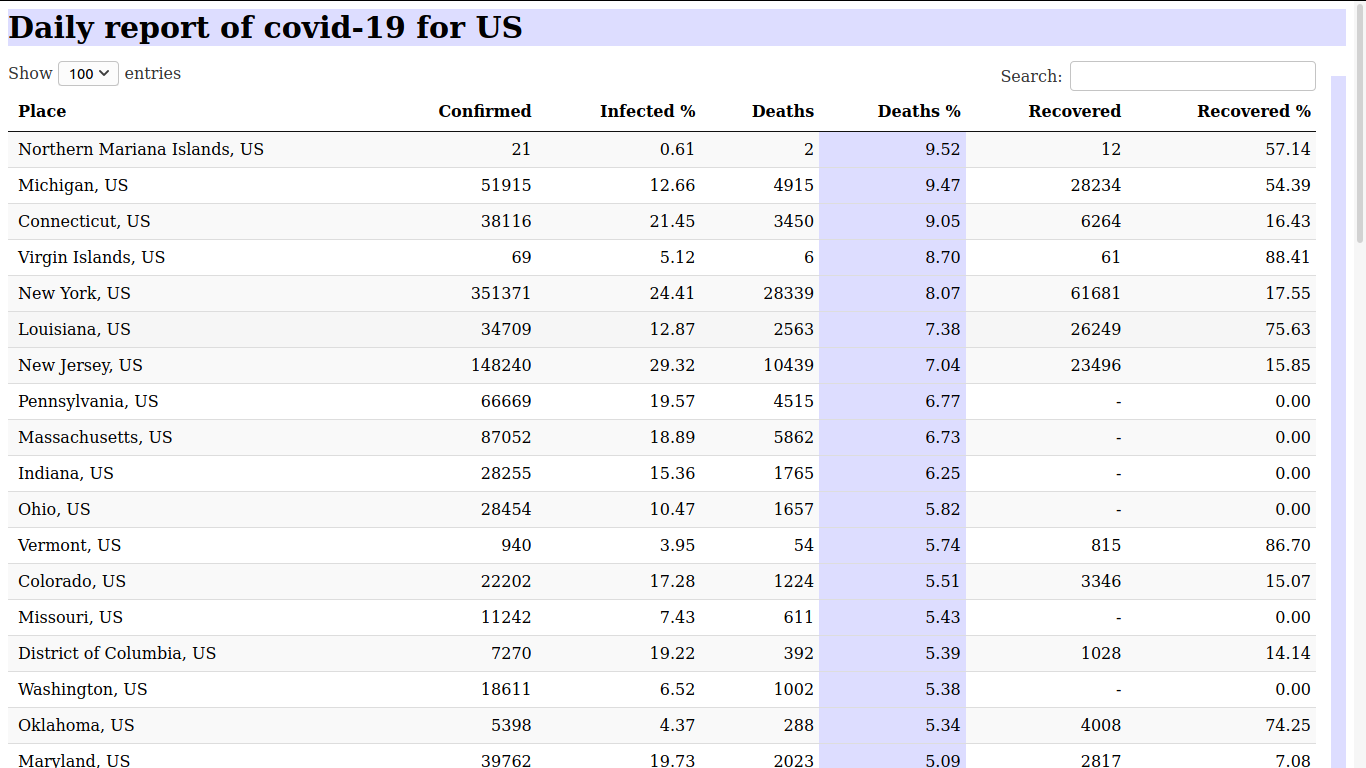 Daily report of covid-19 for US
Show 100 entries Search:
Place Confirmed Infected % Deaths Deaths % Recovered Recovered %
Northern Mariana Islands, US 21 0.61 2 9.52 12 57.14
Michigan, US 51915 12.66 4915 9.47 28234 54.39
Connecticut, US 38116 21.45 3450 9.05 6264 16.43
Virgin Islands, US 69 5.12 6 8.70 61 88.41
New York, US 351371 24.41 28339 8.07 61681 17.55
Louisiana, US 34709 12.87 2563 7.38 26249 75.63
New Jersey, US 148240 29.32 10439 7.04 23496 15.85
Pennsylvania, US 66669 19.57 4515 6.77 - 0.00
Massachusetts, US 87052 18.89 5862 6.73 - 0.00
Indiana, US 28255 15.36 1765 6.25 - 0.00
Ohio, US 28454 10.47 1657 5.82 - 0.00
Vermont, US 940 3.95 54 5.74 815 86.70
Colorado, US 22202 17.28 1224 5.51 3346 15.07
Missouri, US 11242 7.43 611 5.43 - 0.00
District of Columbia, US 7270 19.22 392 5.39 1028 14.14
Washington, US 18611 6.52 1002 5.38 - 0.00
Oklahoma, US 5398 4.37 288 5.34 4008 74.25
Maryland, US 39762 19.73 2023 5.09 2817 7.08